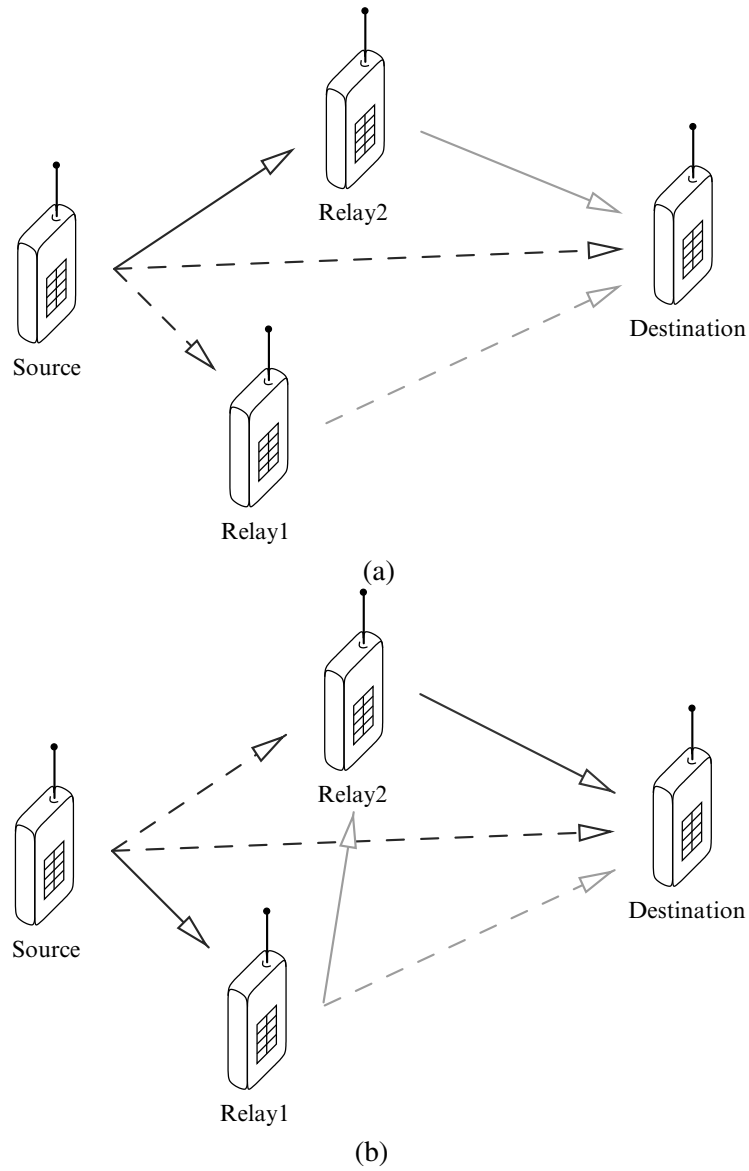 Relay2
Source
Destination
Relay1
(a)
Relay2
Source
Destination
Relay1
(b)